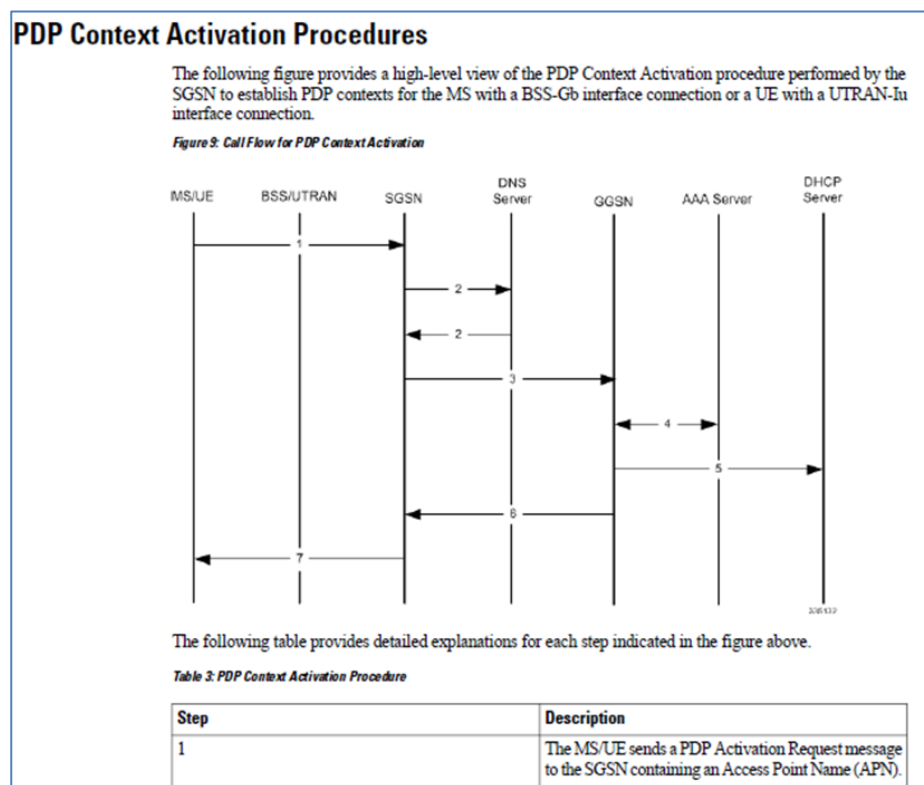 PDP Context Activation Procedures
The following figure provides a high-level view of the PDP Context Activation procedure performed by the
SGSN to establish PDP contexts for the MS with a BSS-Gb interface connection or a UE with a UTRAN-Iu
interface connection.
Figure 9: Call Flow for PDP Context Activation
MS/UE BSS/UTRAN SGSN DNS Server GGSN AAA Server DHCP Server
1
2
2
3
4
5
6
7
The following table provides detailed explanations for each step indicated in the figure above.
Table 3: PDP Context Activation Procedure
Step Description
1 The MS/UE sends a PDP Activation Request message
to the SGSN containing an Access Point Name (APN).